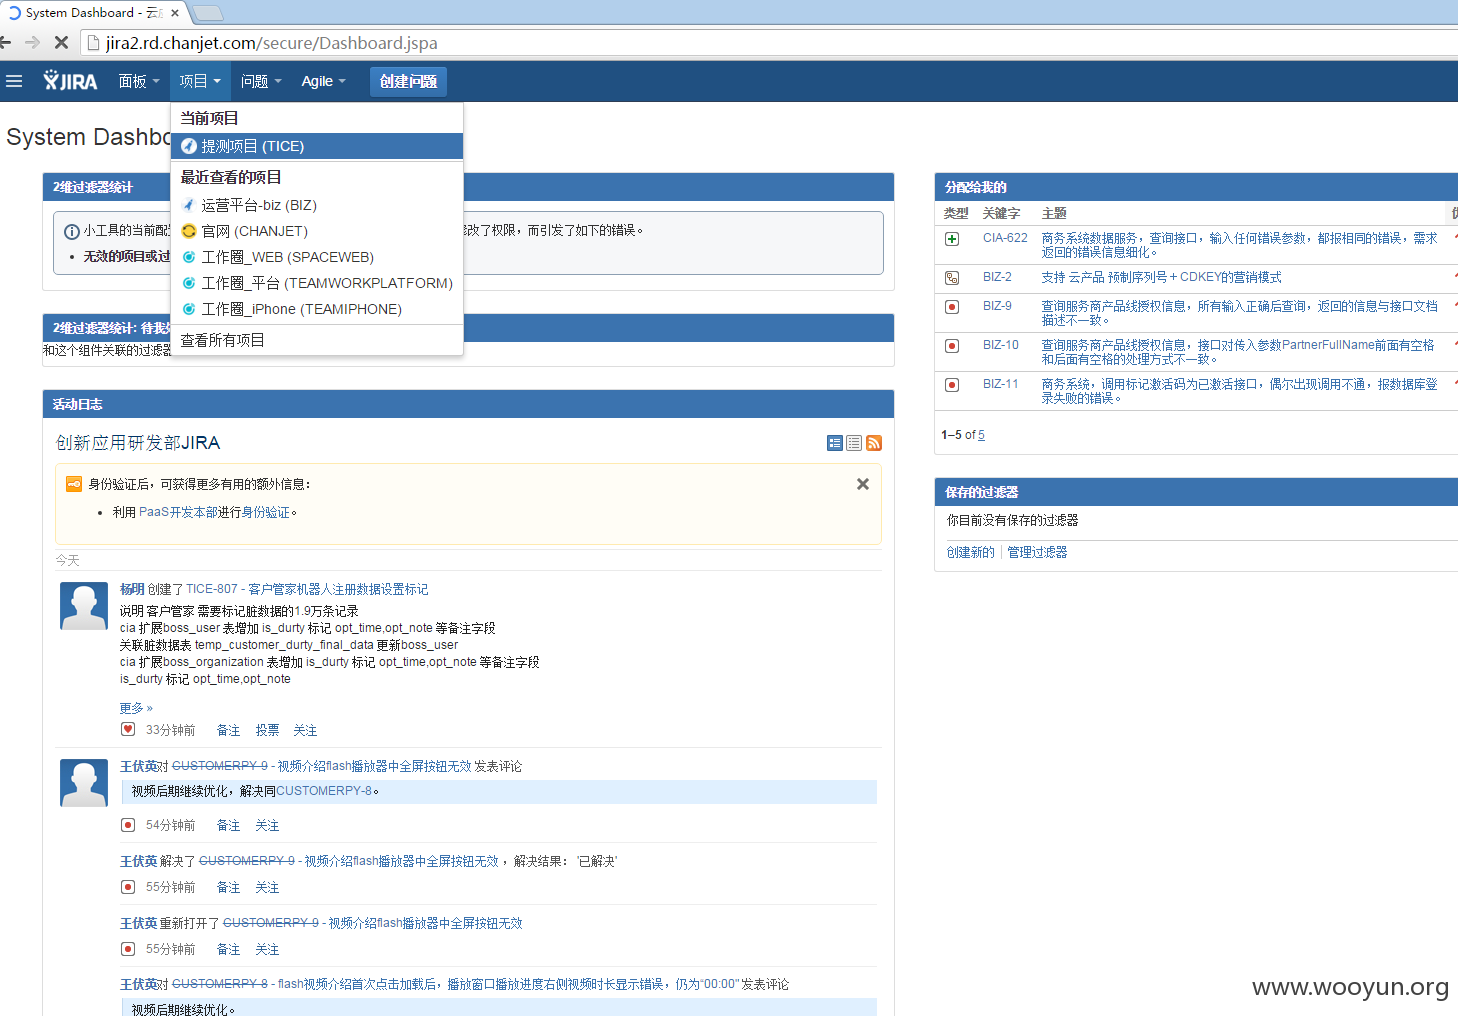 System Dashboard - 云
jira2.rd.chanjet.com/secure/Dashboard.jspa
JIRA 面板 项目 问题 Agile 创建问题
当前项目
提测项目 (TICE)
最近查看的项目
运营平台-biz (BIZ)
官网 (CHANJET)
工作圈_WEB (SPACEWEB)
工作圈_平台 (TEAMWORKPLATFORM)
工作圈_iPhone (TEAMIPHONE)
查看所有项目
System Dashbo
2维过滤器统计
小工具的当前配
改了权限，而引发了如下的错误。
无效的项目或过
2维过滤器统计: 待我
和这个组件关联的过滤器
活动日志
创新应用研发部JIRA
身份验证后，可获得更多有用的额外信息：
利用 PaaS开发本部进行身份验证。
今天
杨明 创建了 TICE-807 - 客户管家机器人注册数据设置标记
说明 客户管家 需要标记脏数据的1.9万条记录
cia 扩展boss_user 表增加 is_durty 标记 opt_time,opt_note 等备注字段
关联脏数据表 temp_customer_durty_final_data 更新boss_user
cia 扩展boss_organization 表增加 is_durty 标记 opt_time,opt_note 等备注字段
is_durty 标记 opt_time,opt_note
更多 »
33分钟前 备注 投票 关注
王伏英对 CUSTOMERPY-9 - 视频介绍flash播放器中全屏按钮无效 发表评论
视频后期继续优化，解决同CUSTOMERPY-8。
54分钟前 备注 关注
王伏英 解决了 CUSTOMERPY-9 - 视频介绍flash播放器中全屏按钮无效 ，解决结果： '已解决'
55分钟前 备注 关注
王伏英 重新打开了 CUSTOMERPY-9 - 视频介绍flash播放器中全屏按钮无效
55分钟前 备注 关注
王伏英对 CUSTOMERPY-8 - flash视频介绍首次点击加载后，播放窗口播放进度右侧视频时长显示错误，仍为“00:00” 发表评论
视频后期继续优化。
分配给我的
类型 关键字 主题
CIA-622 商务系统数据服务，查询接口，输入任何错误参数，都报相同的错误，需求
返回的错误信息细化。
BIZ-2 支持 云产品 预制序列号＋CDKEY的营销模式
BIZ-9 查询服务商产品线授权信息，所有输入正确后查询，返回的信息与接口文档
描述不一致。
BIZ-10 查询服务商产品线授权信息，接口对传入参数PartnerFullName前面有空格
和后面有空格的处理方式不一致。
BIZ-11 商务系统，调用标记激活码为已激活接口，偶尔出现调用不通，报数据库登
录失败的错误。
1–5 of 5
保存的过滤器
你目前没有保存的过滤器
创建新的 管理过滤器
www.wooyun.org